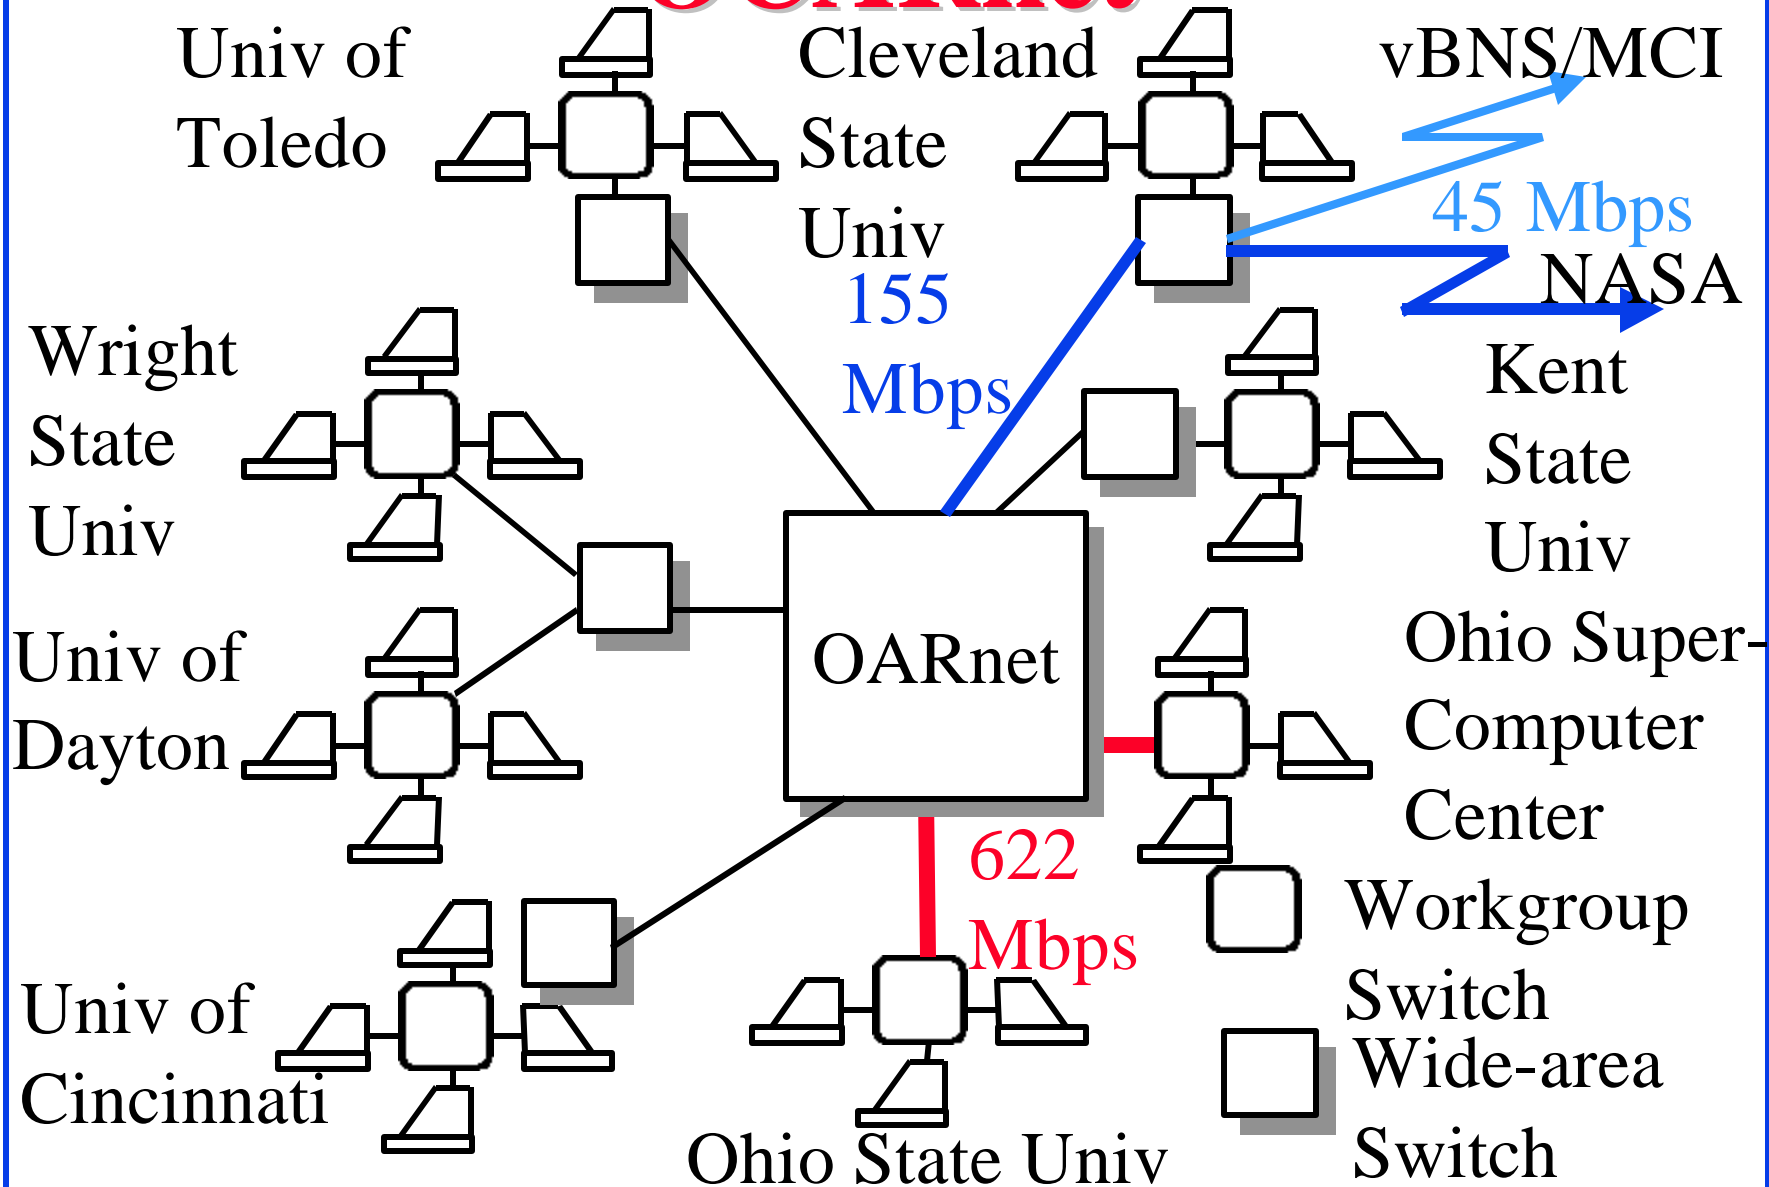 OCARnet
Univ of
Toledo
Cleveland
State
Univ
vBNS/MCI
45 Mbps
NASA
155
Mbps
Wright
State
Univ
Kent
State
Univ
Univ of
Dayton
OARnet
Ohio Super-
Computer
Center
622
Mbps
Workgroup
Switch
Univ of
Cincinnati
Wide-area
Switch
Ohio State Univ